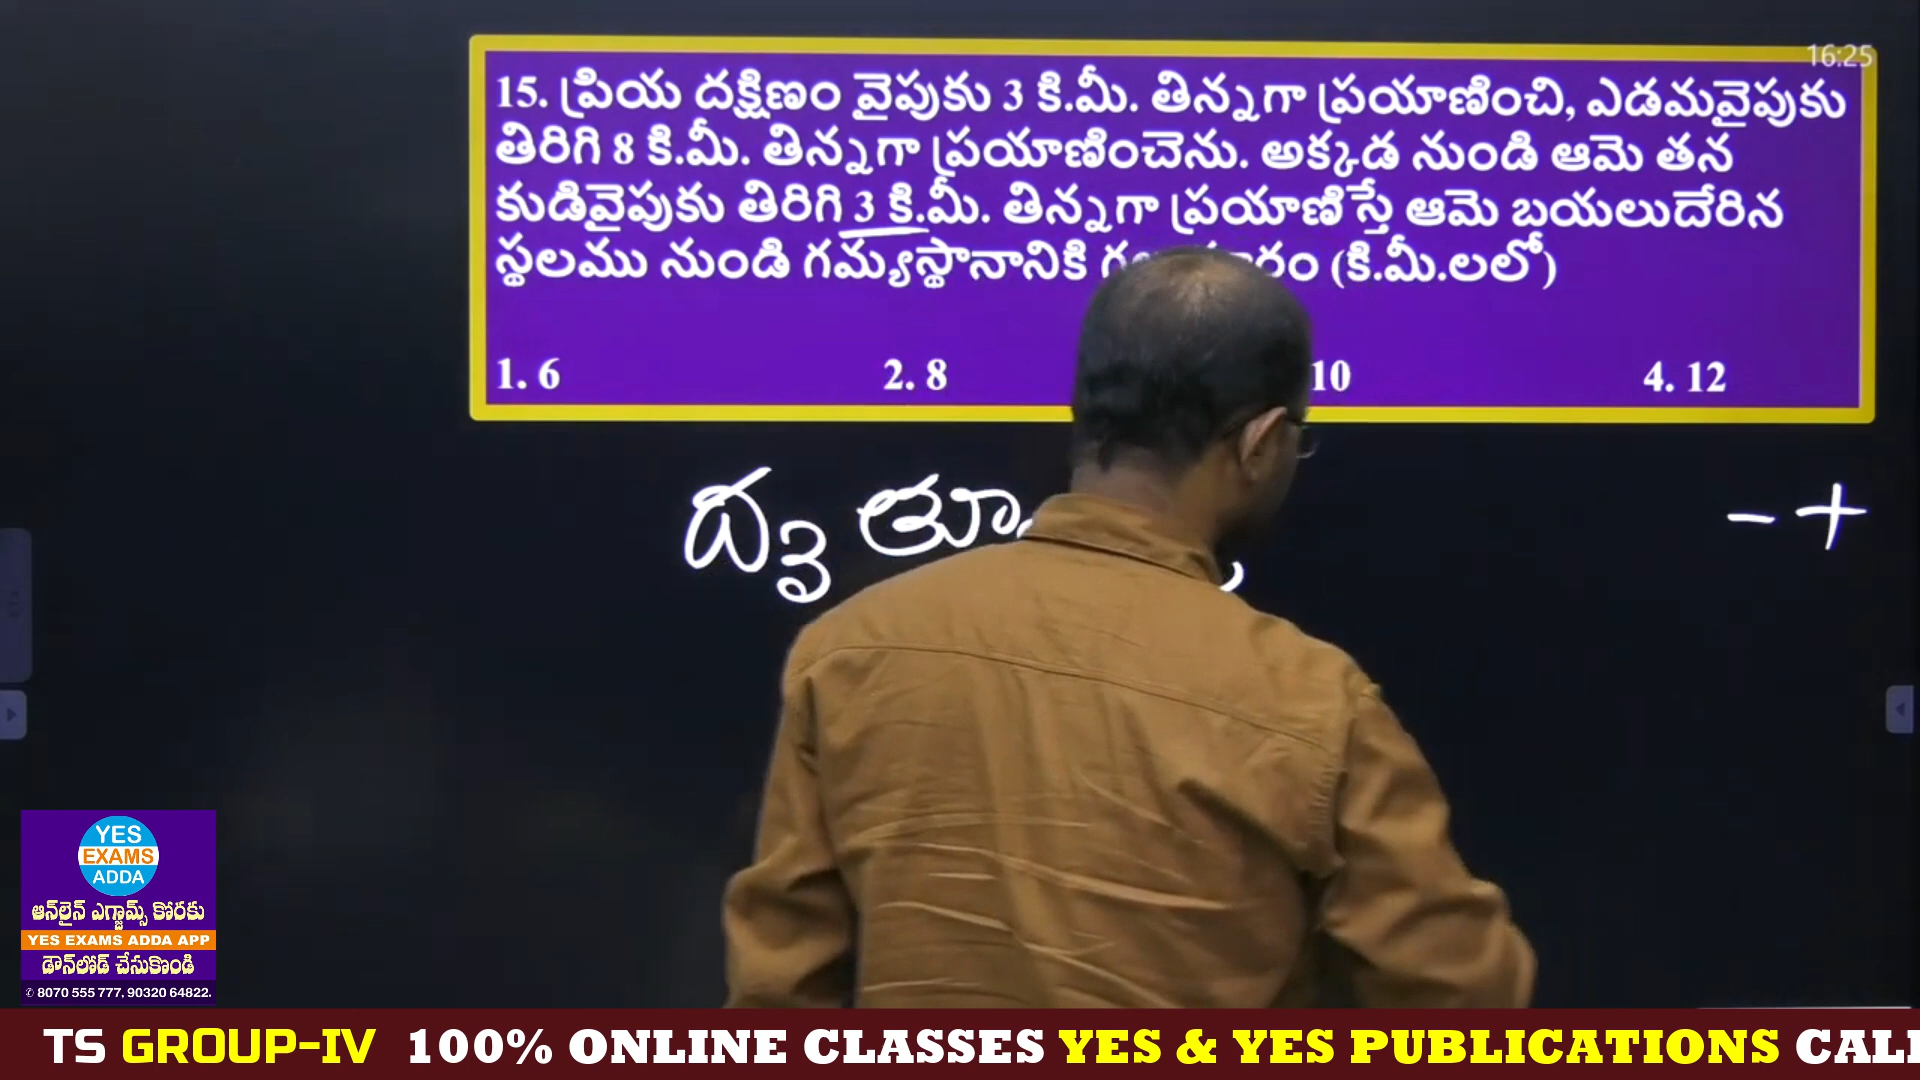 16:25
15. ప్రియ దక్షిణం వైపుకు 3 కి.మీ. తిన్నగా ప్రయాణించి, ఎడమవైపుకు
తిరిగి 8 కి.మీ. తిన్నగా ప్రయాణించెను. అక్కడ నుండి ఆమె తన
కుడివైపుకు తిరిగి 3 కి.మీ. తిన్నగా ప్రయాణిస్తే ఆమె బయలుదేరిన
స్థలము నుండి గమ్యస్థానానికి (కి.మీ.లలో)
1. 6 2. 8 10 4. 12
- +
YES
EXAMS
ADDA
ఆన్‌లైన్ ఎగ్జామ్స్ కోరకు
YES EXAMS ADDA APP
డౌన్‌లోడ్ చేసుకొండి
✆ 8070 555 777, 90320 64822.
TS GROUP-IV 100% ONLINE CLASSES YES & YES PUBLICATIONS